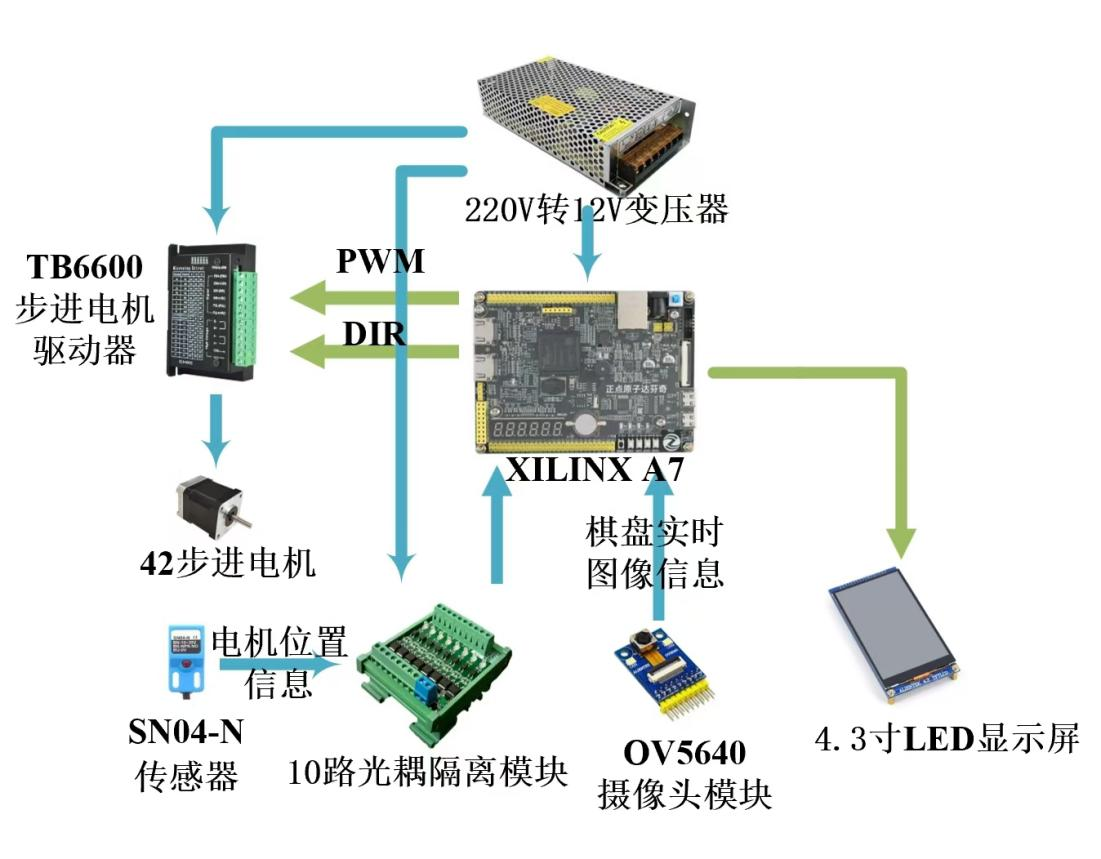 220V转12V变压器
TB6600
步进电机
驱动器
PWM
DIR
正点原子达芬奇
XILINX A7
42步进电机
棋盘实时
图像信息
SN04-N
电机位置
信息
SN04-N
传感器
10路光耦隔离模块
OV5640
摄像头模块
4.3寸LED显示屏